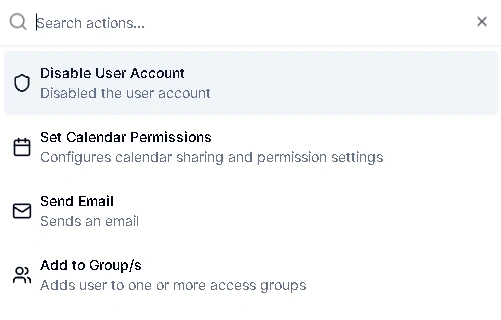 Search actions...
Disable User Account
Disabled the user account
Set Calendar Permissions
Configures calendar sharing and permission settings
Send Email
Sends an email
Add to Group/s
Adds user to one or more access groups